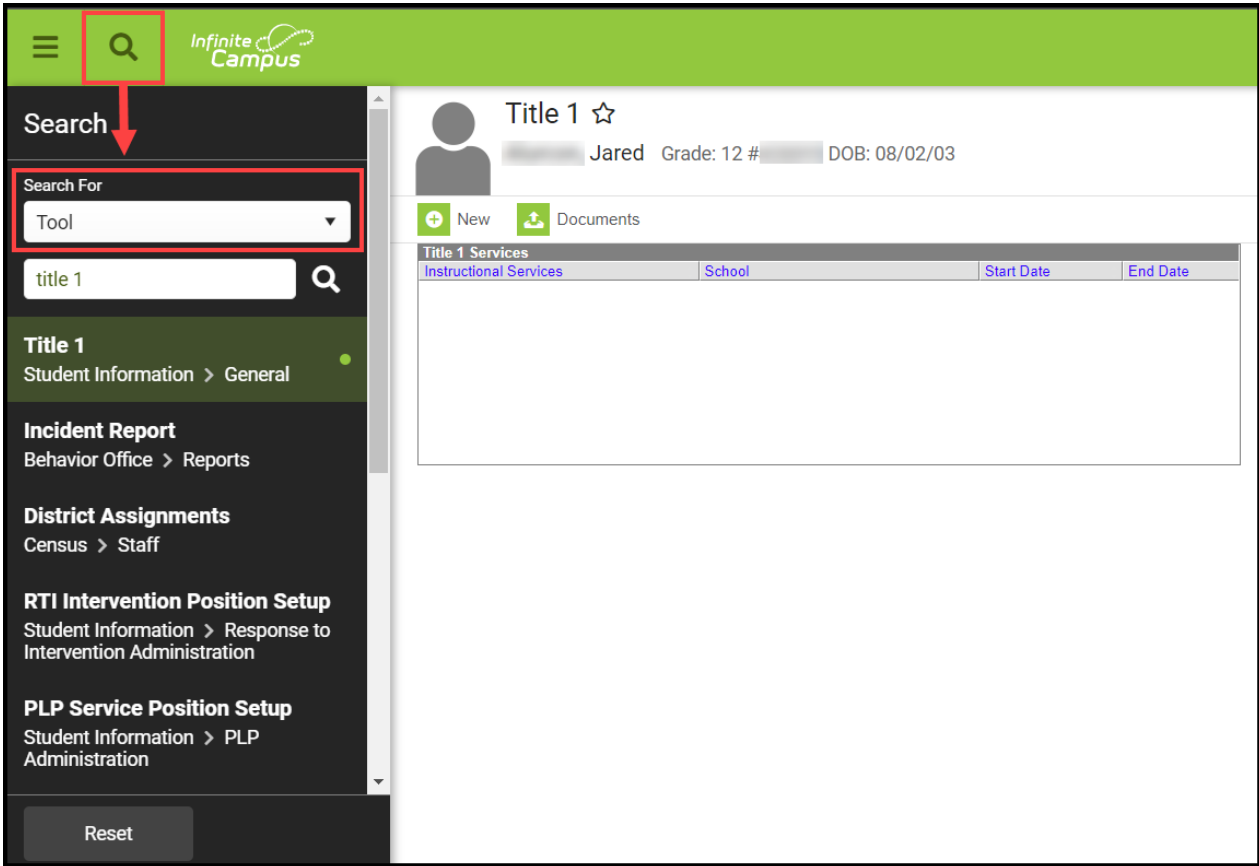 Infinite
Campus
Search
Search For
Tool
title 1
Title 1
Student Information > General
Incident Report
Behavior Office > Reports
District Assignments
Census > Staff
RTI Intervention Position Setup
Student Information > Response to
Intervention Administration
PLP Service Position Setup
Student Information > PLP
Administration
Reset
Title 1
, Jared Grade: 12 # DOB: 08/02/03
New Documents
Title 1 Services
Instructional Services School Start Date End Date